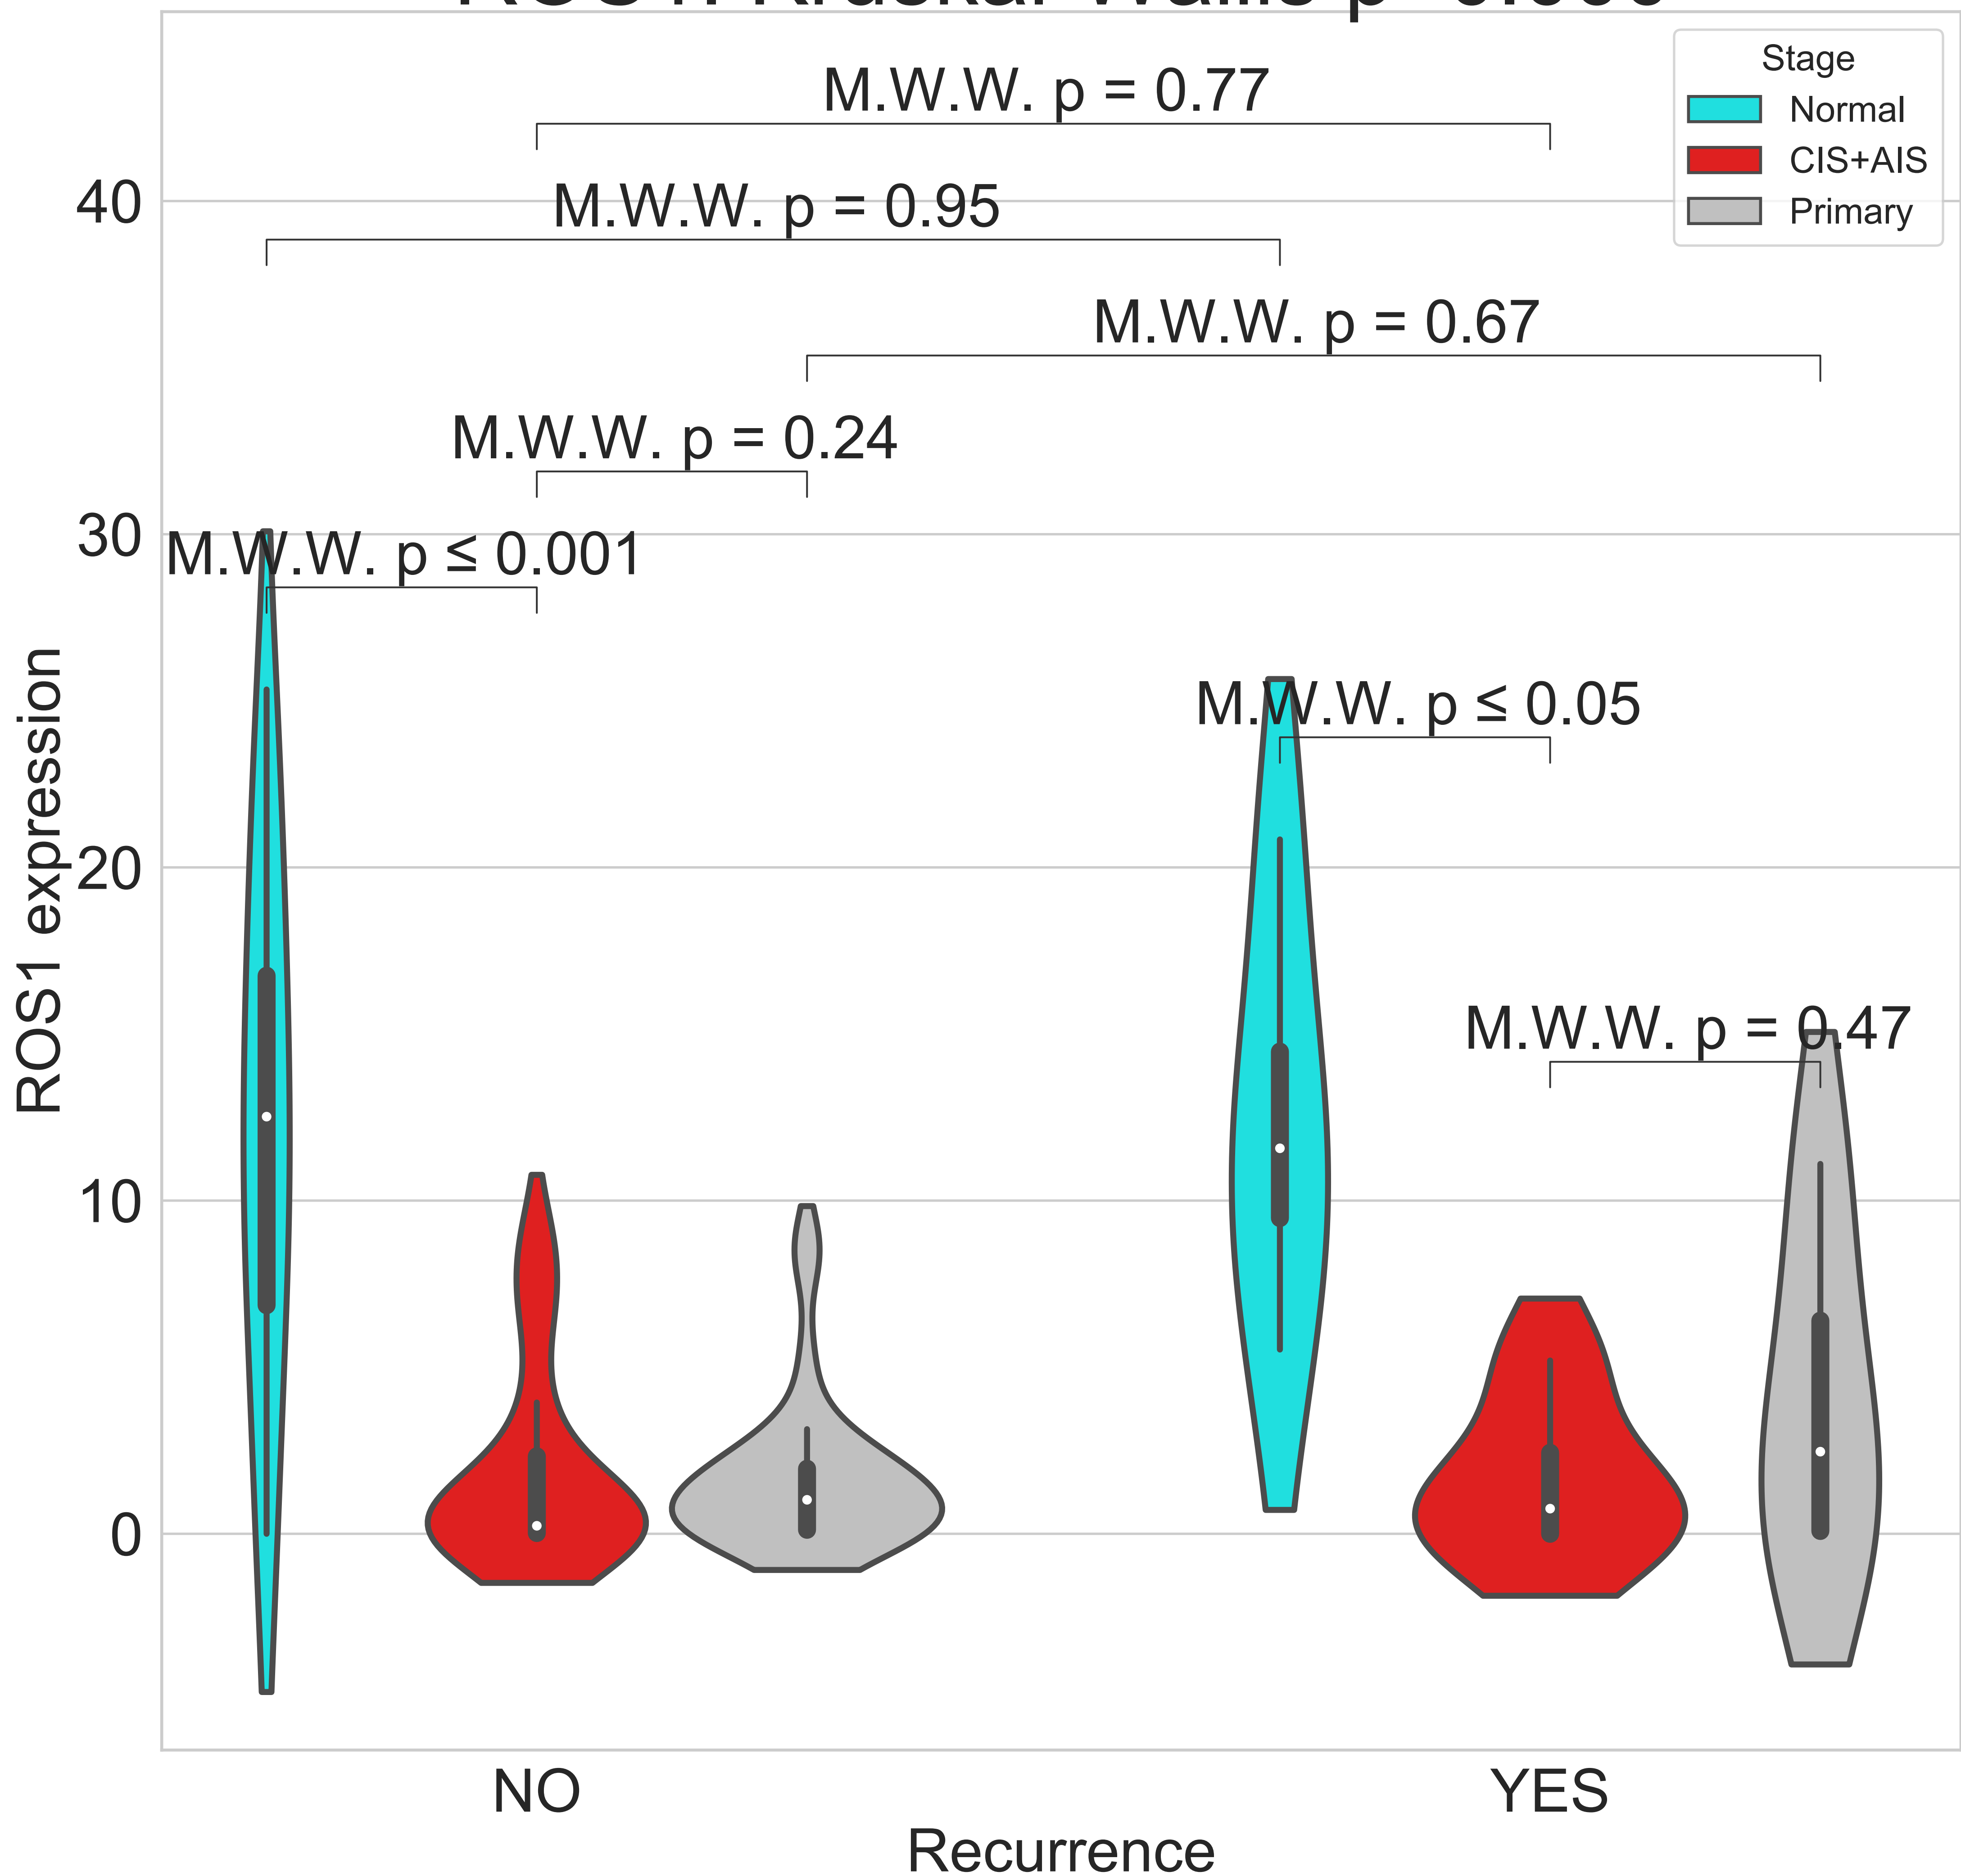 Stage
Normal
CIS+AIS
Primary
M.W.W. p = 0.77
M.W.W. p = 0.95
M.W.W. p = 0.67
M.W.W. p = 0.24
M.W.W. p ≤ 0.001
M.W.W. p ≤ 0.05
M.W.W. p = 0.47
40
30
20
10
0
ROS1 expression
NO
YES
Recurrence